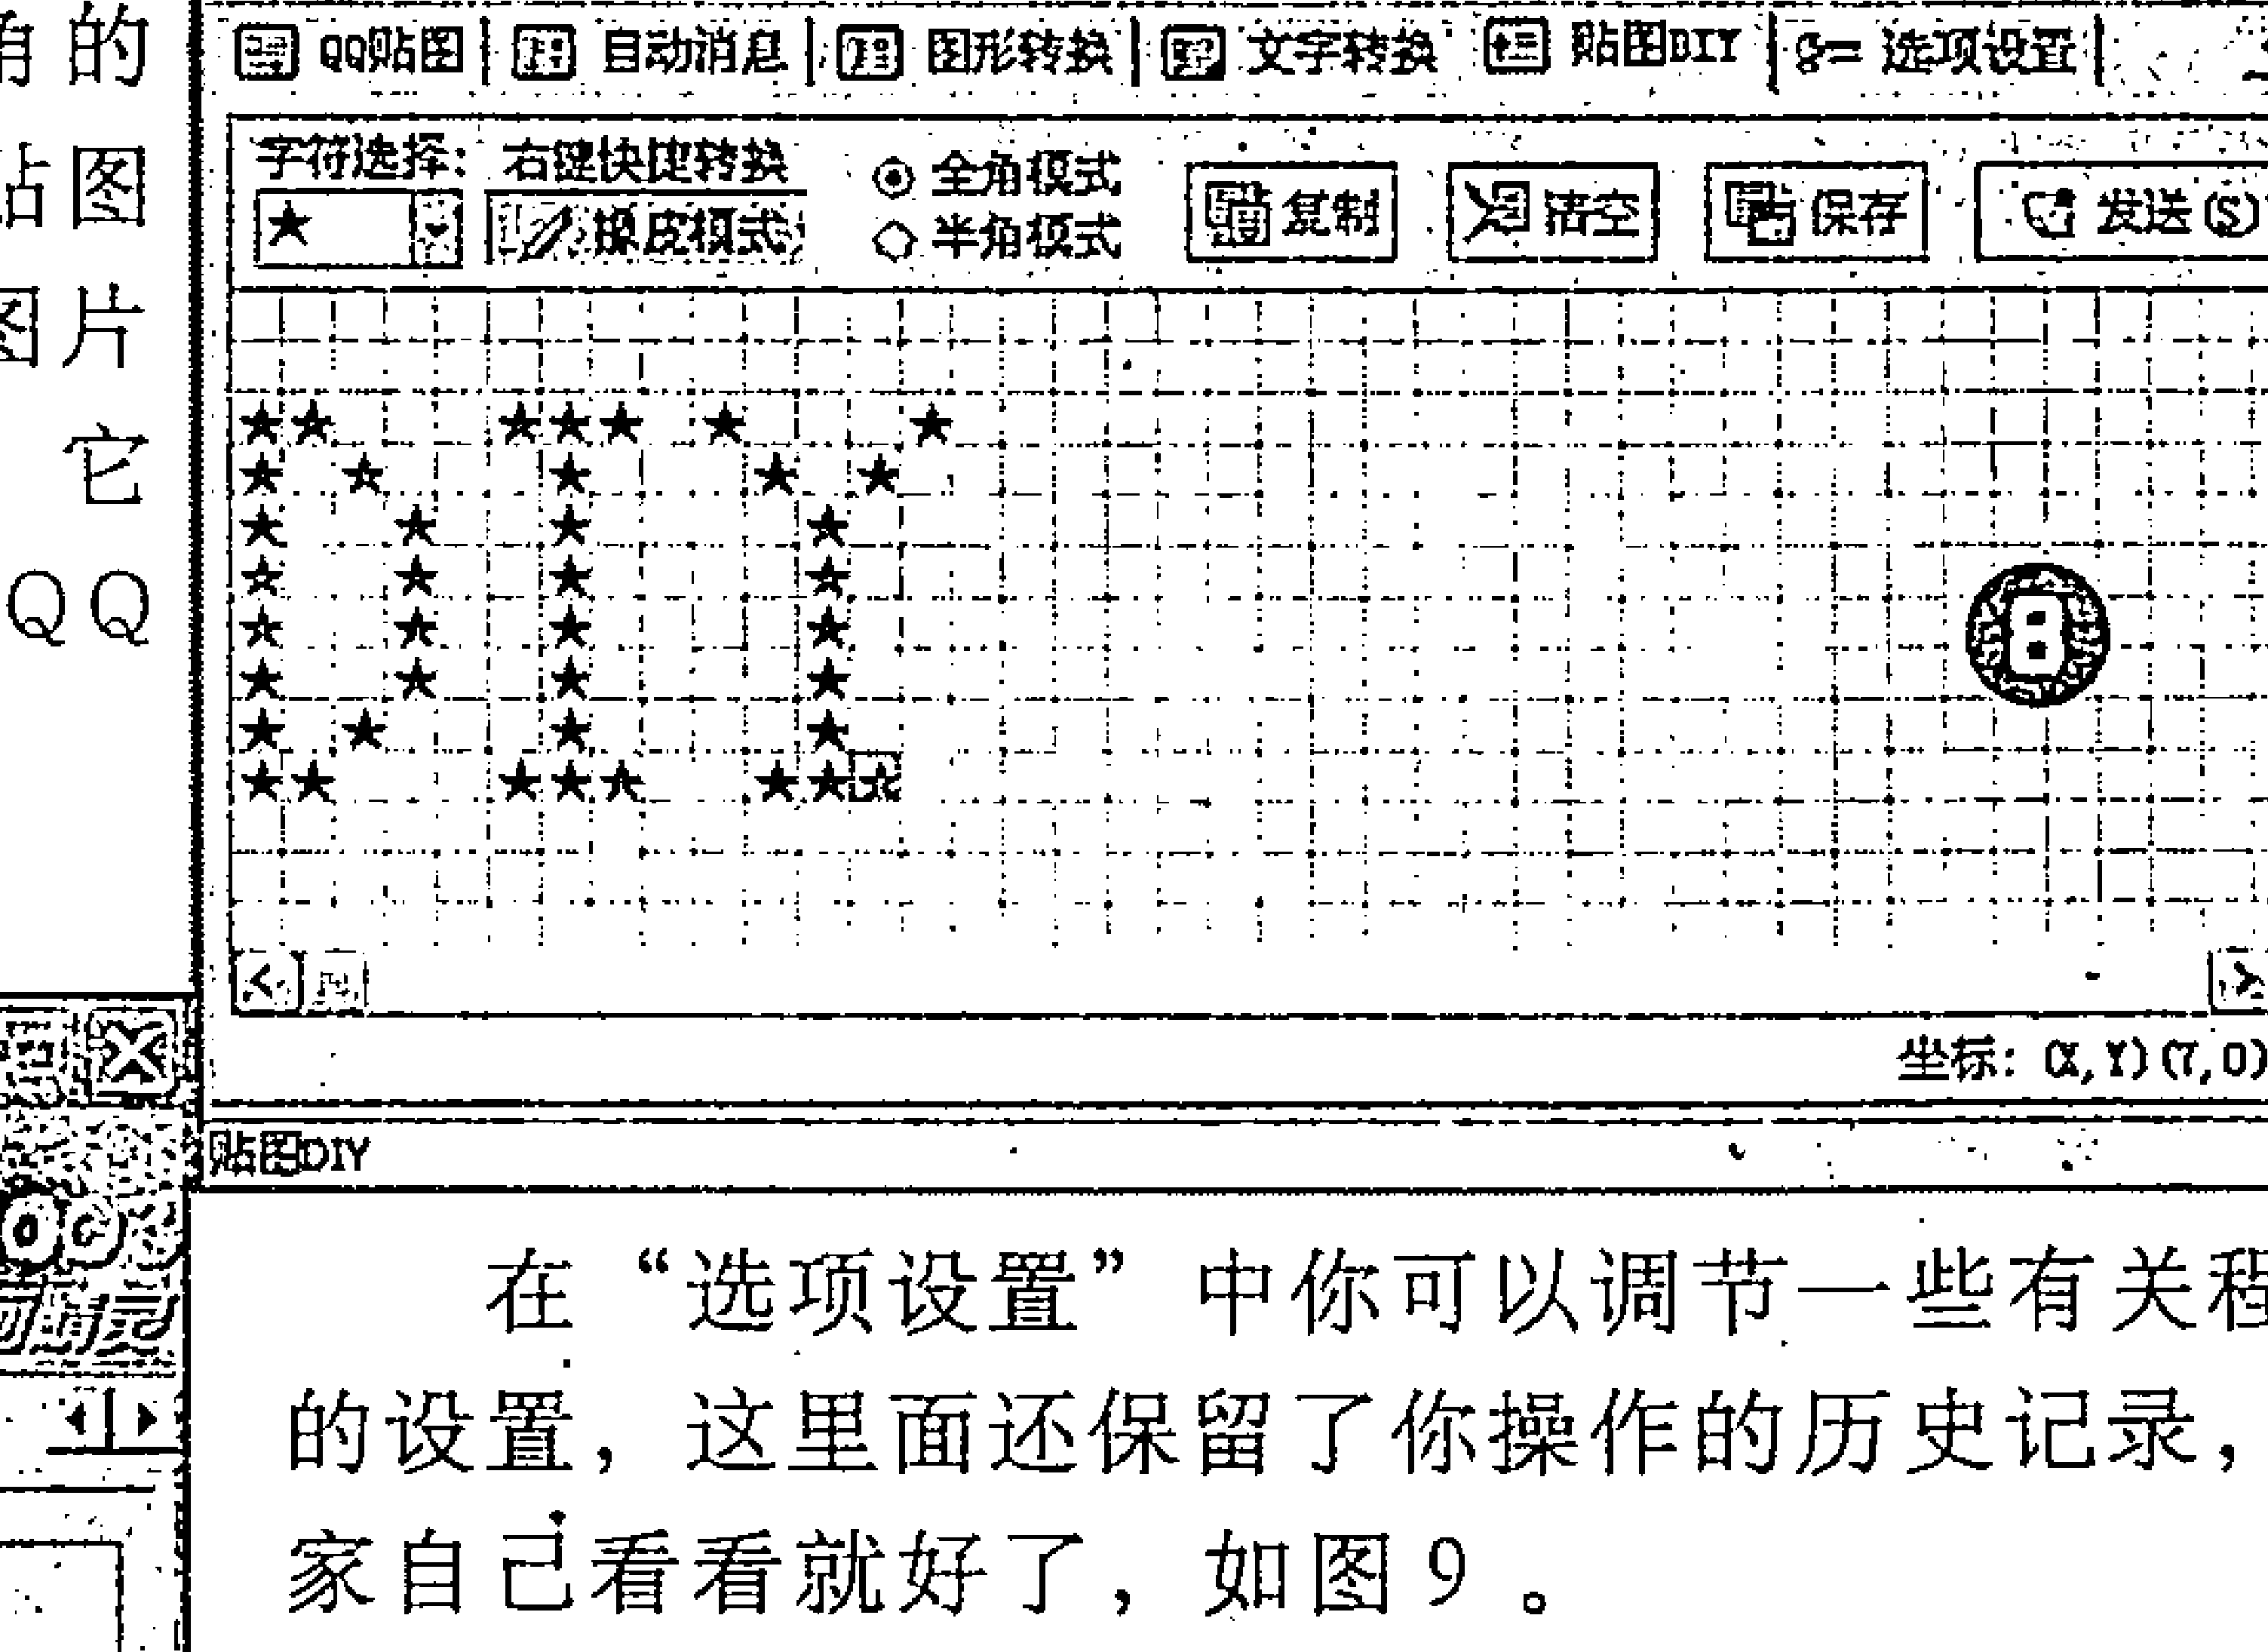 的
贴图
图片
它
QQ
QQ贴图 自动消息 图形转换 文字转换 贴图DIY 选项设置
字符选择: 右键快捷转换
★ 橡皮模式
全角模式
半角模式
复制 清空 保存 发送(S)
坐标: (X,Y)(7,0)
贴图DIY
在“选项设置”中你可以调节一些有关程
的设置，这里面还保留了你操作的历史记录，
家自己看看就好了，如图9。